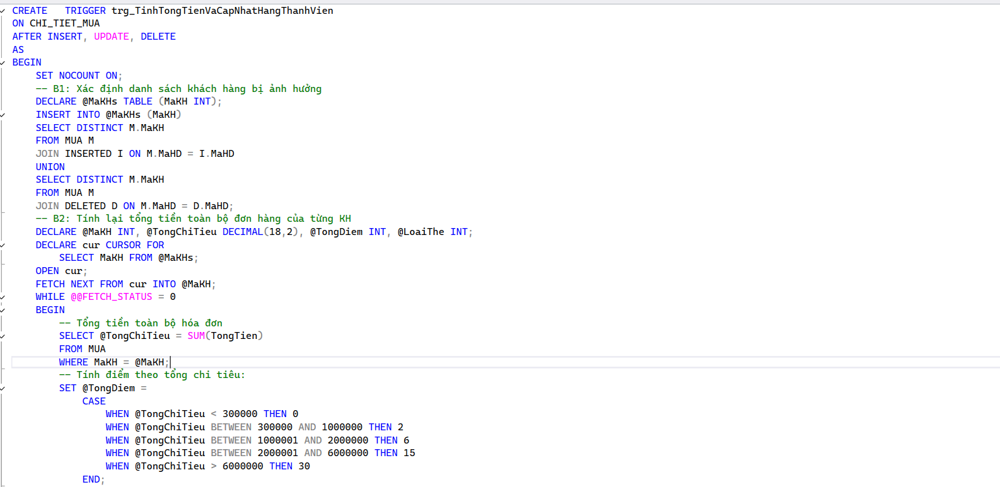 CREATE   TRIGGER trg_TinhTongTienVaCapNhatHangThanhVien
ON CHI_TIET_MUA
AFTER INSERT, UPDATE, DELETE
AS
BEGIN
    SET NOCOUNT ON;
    -- B1: Xác định danh sách khách hàng bị ảnh hưởng
    DECLARE @MaKHs TABLE (MaKH INT);
    INSERT INTO @MaKHs (MaKH)
    SELECT DISTINCT M.MaKH
    FROM MUA M
    JOIN INSERTED I ON M.MaHD = I.MaHD
    UNION
    SELECT DISTINCT M.MaKH
    FROM MUA M
    JOIN DELETED D ON M.MaHD = D.MaHD;
    -- B2: Tính lại tổng tiền toàn bộ đơn hàng của từng KH
    DECLARE @MaKH INT, @TongChiTieu DECIMAL(18,2), @TongDiem INT, @LoaiThe INT;
    DECLARE cur CURSOR FOR
        SELECT MaKH FROM @MaKHs;
    OPEN cur;
    FETCH NEXT FROM cur INTO @MaKH;
    WHILE @@FETCH_STATUS = 0
    BEGIN
        -- Tổng tiền toàn bộ hóa đơn
        SELECT @TongChiTieu = SUM(TongTien)
        FROM MUA
        WHERE MaKH = @MaKH;
        -- Tính điểm theo tổng chi tiêu:
        SET @TongDiem =
            CASE
                WHEN @TongChiTieu < 300000 THEN 0
                WHEN @TongChiTieu BETWEEN 300000 AND 1000000 THEN 2
                WHEN @TongChiTieu BETWEEN 1000001 AND 2000000 THEN 6
                WHEN @TongChiTieu BETWEEN 2000001 AND 6000000 THEN 15
                WHEN @TongChiTieu > 6000000 THEN 30
            END;